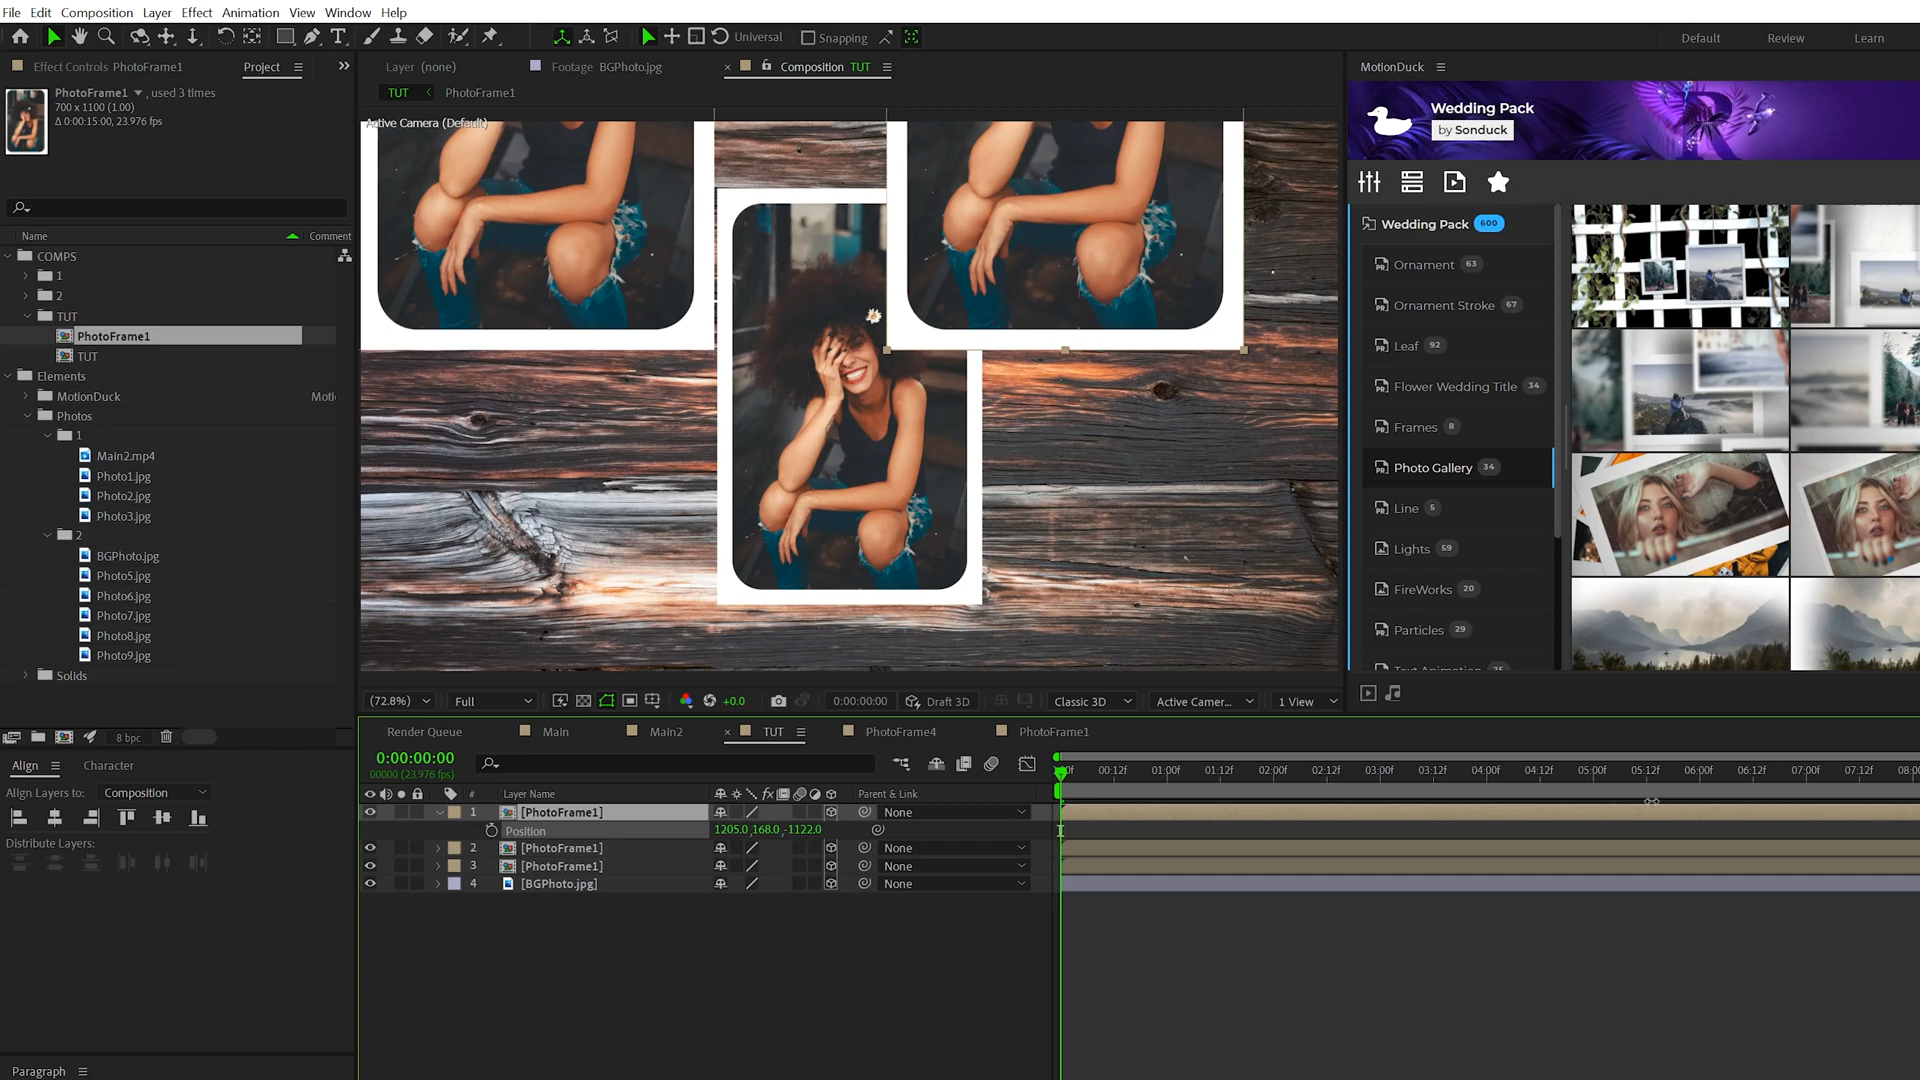 File Edit Composition Layer Effect Animation View Window Help
Universal Snapping Default Review Learn
Effect Controls PhotoFrame1 Project
Layer (none) Footage BGPhoto.jpg Composition TUT
MotionDuck
PhotoFrame1 , used 3 times
700 x 1100 (1.00)
Δ 0:00:15:00, 23.976 fps
TUT PhotoFrame1
Active Camera (Default)
Wedding Pack
by Sonduck
Name Comment
COMPS
1
2
TUT
PhotoFrame1
TUT
Elements
MotionDuck Moti
Photos
1
Main2.mp4
Photo1.jpg
Photo2.jpg
Photo3.jpg
2
BGPhoto.jpg
Photo5.jpg
Photo6.jpg
Photo7.jpg
Photo8.jpg
Photo9.jpg
Solids
Wedding Pack 600
Ornament 63
Ornament Stroke 67
Leaf 92
Flower Wedding Title 34
Frames 8
Photo Gallery 34
Line 5
Lights 59
FireWorks 20
Particles 29
(72.8%) Full +0.0 0:00:00:00 Draft 3D Classic 3D Active Camer... 1 View
8 bpc
Render Queue Main Main2 TUT PhotoFrame4 PhotoFrame1
Align Character
Align Layers to: Composition
Distribute Layers:
0:00:00:00
00000 (23.976 fps)
00:12f 01:00f 01:12f 02:00f 02:12f 03:00f 03:12f 04:00f 04:12f 05:00f 05:12f 06:00f 06:12f 07:00f 07:12f
# Layer Name Parent & Link
1 [PhotoFrame1] None
Position 1205.0,168.0,-1122.0
2 [PhotoFrame1] None
3 [PhotoFrame1] None
4 [BGPhoto.jpg] None
Paragraph